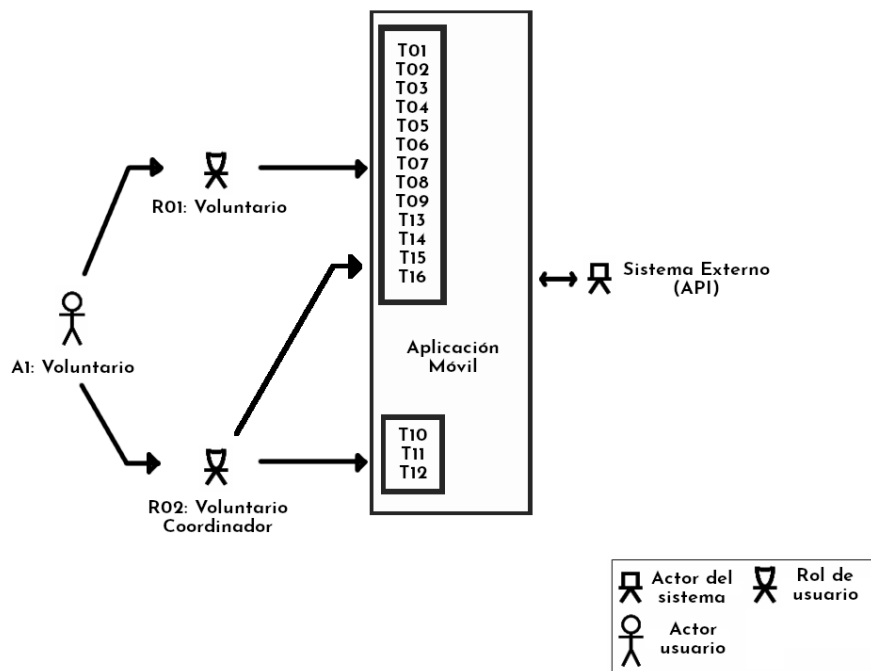 T01
T02
T03
T04
T05
T06
T07
T08
T09
T13
T14
T15
T16
R01: Voluntario
Sistema Externo
(API)
Aplicación
Móvil
A1: Voluntario
T10
T11
T12
R02: Voluntario
Coordinador
Actor del
sistema
Rol de
usuario
Actor
usuario